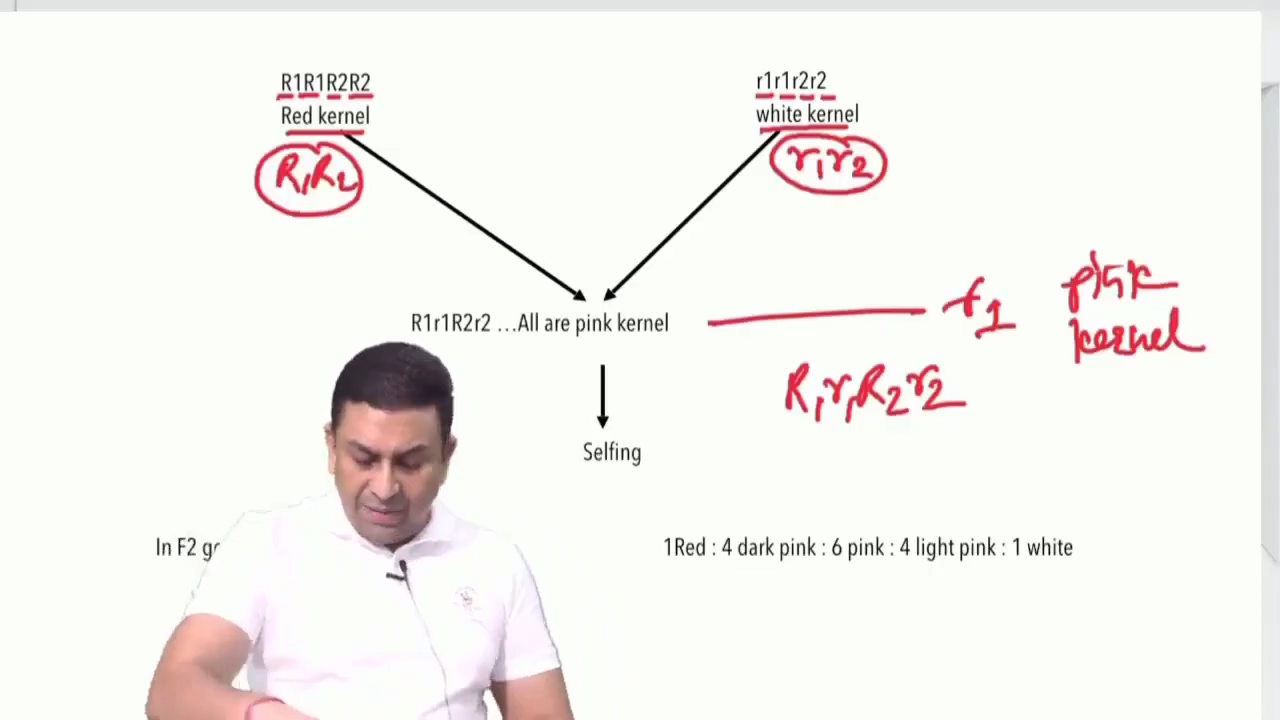 R1R1R2R2
Red kernel
R1R2
r1r1r2r2
white kernel
r1r2
R1r1R2r2 ...All are pink kernel
f1
pink
kernel
R1r1R2r2
Selfing
In F2
1Red : 4 dark pink : 6 pink : 4 light pink : 1 white